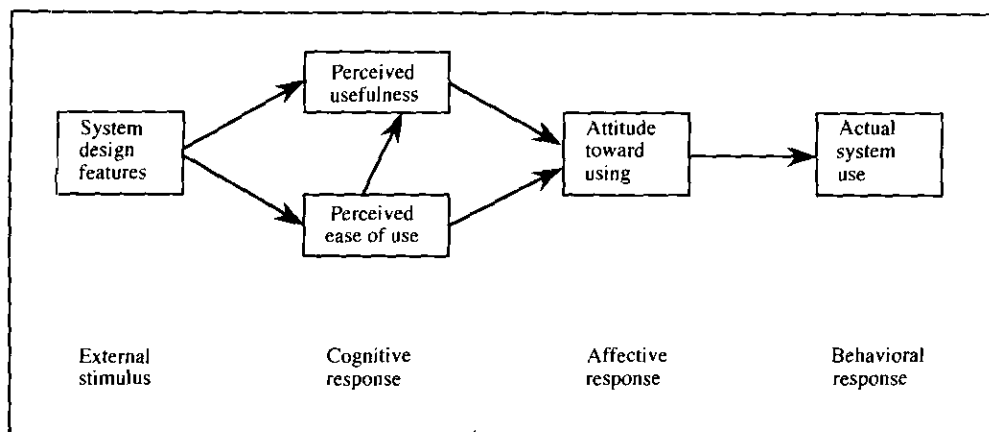 Perceived
usefulness
System
design
features
Attitude
toward
using
Actual
system
use
Perceived
ease of use
External
stimulus
Cognitive
response
Affective
response
Behavioral
response